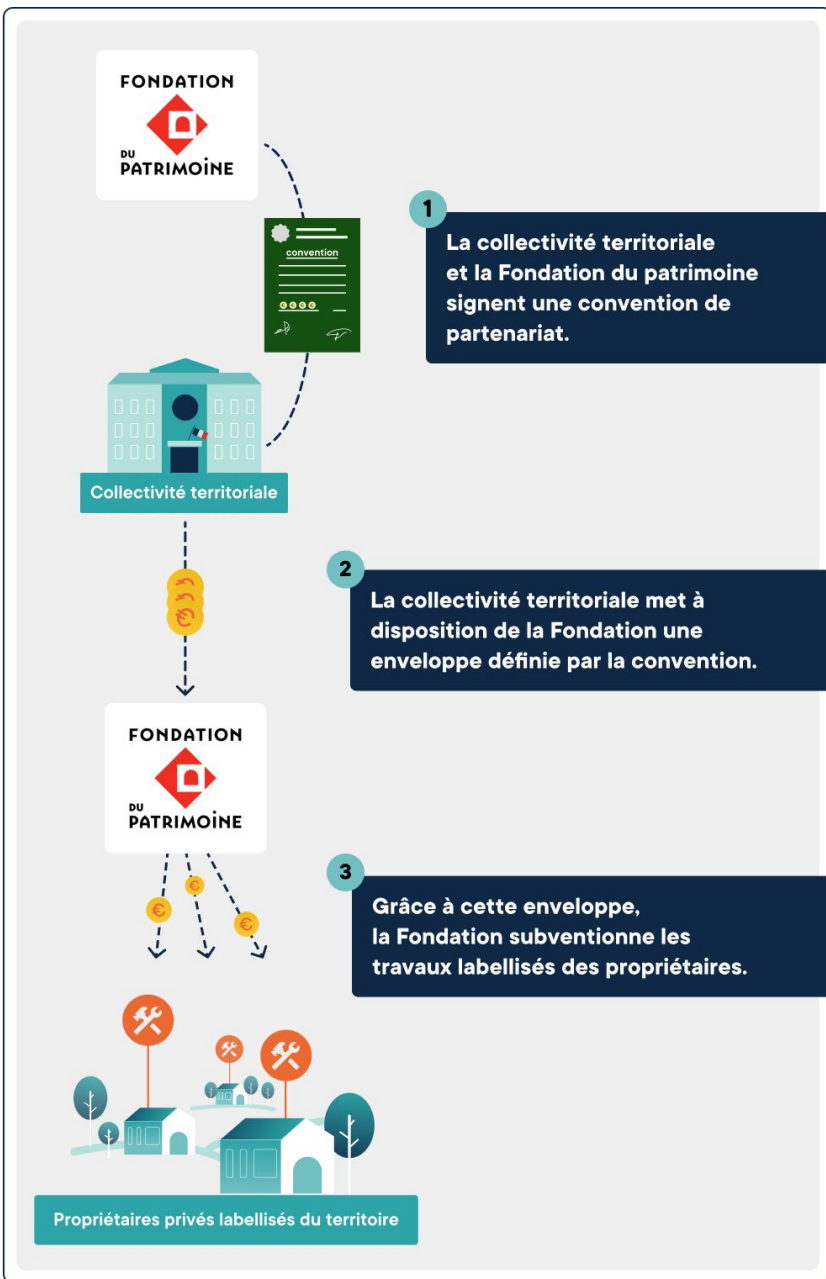 FONDATION
DU
PATRIMOINE
1
La collectivité territoriale
et la Fondation du patrimoine
signent une convention de
partenariat.
convention
€ € € €
Collectivité territoriale
2
La collectivité territoriale met à
disposition de la Fondation une
enveloppe définie par la convention.
€
FONDATION
DU
PATRIMOINE
3
Grâce à cette enveloppe,
la Fondation subventionne les
travaux labellisés des propriétaires.
€ € €
Propriétaires privés labellisés du territoire